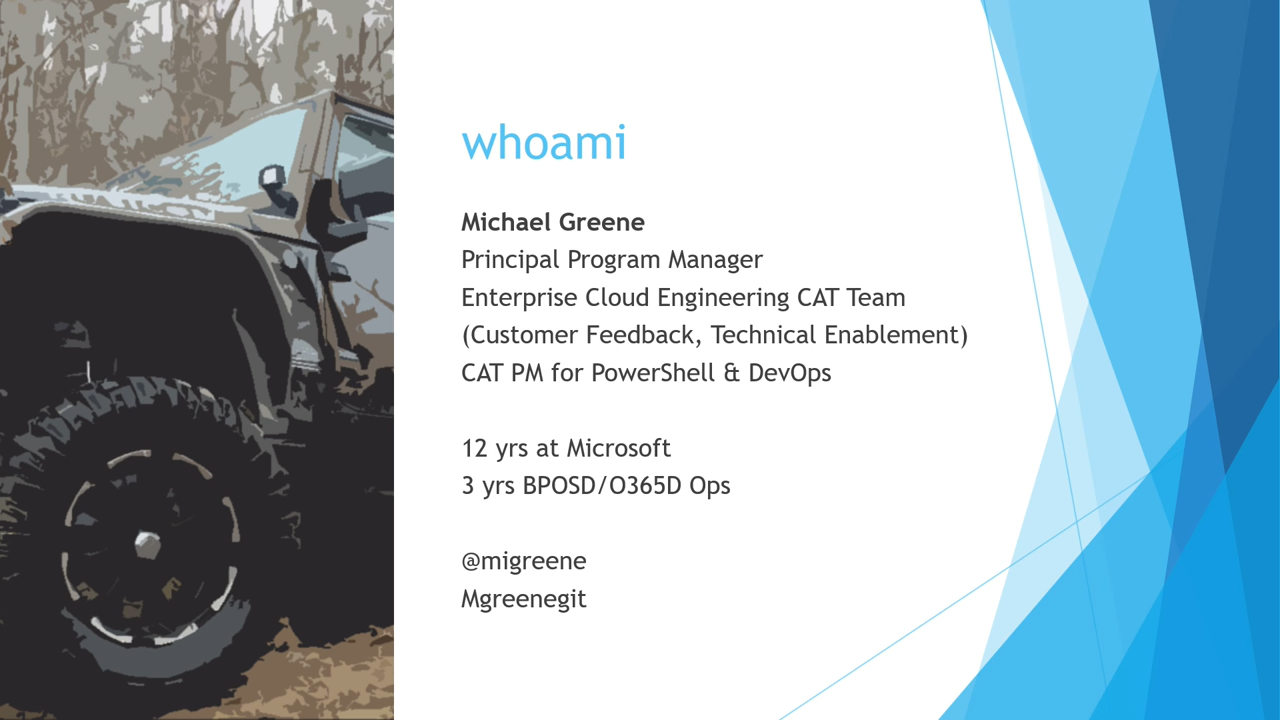 whoami
Michael Greene
Principal Program Manager
Enterprise Cloud Engineering CAT Team
(Customer Feedback, Technical Enablement)
CAT PM for PowerShell & DevOps
12 yrs at Microsoft
3 yrs BPOSD/O365D Ops
@migreene
Mgreenegit